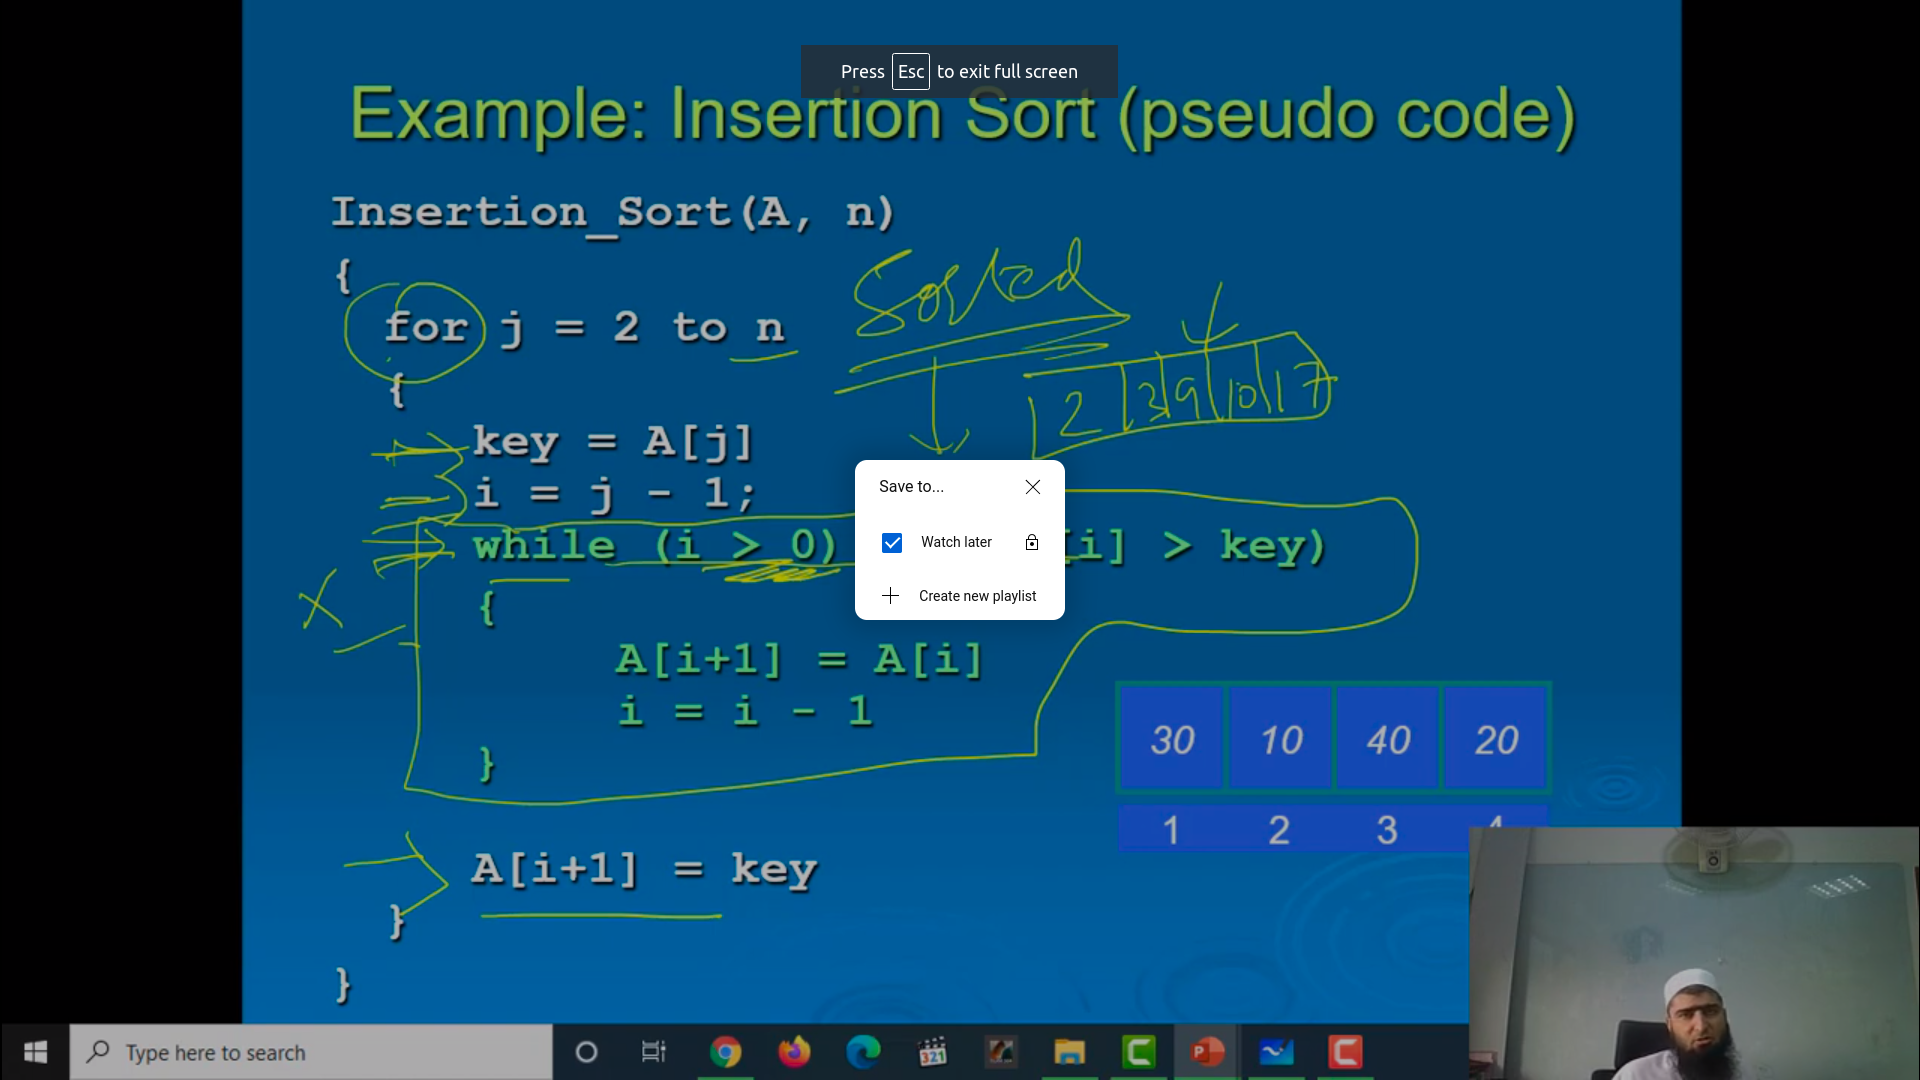 Press Esc to exit full screen
Example: Insertion Sort (pseudo code)
Insertion_Sort(A, n)
{
for j = 2 to n
Sorted
{
2 3 9 10 17
key = A[j]
i = j - 1;
Save to...
while (i > 0) [i] > key)
Watch later
Create new playlist
{
A[i+1] = A[i]
i = i - 1
}
30 10 40 20
1 2 3 4
A[i+1] = key
}
}
Type here to search
321